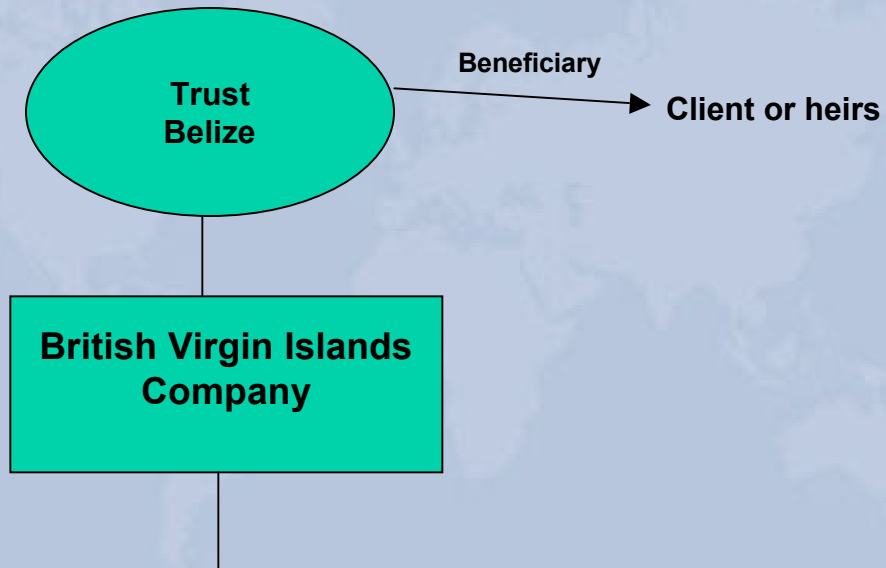 Trust
Belize
Beneficiary
Client or heirs
British Virgin Islands
Company